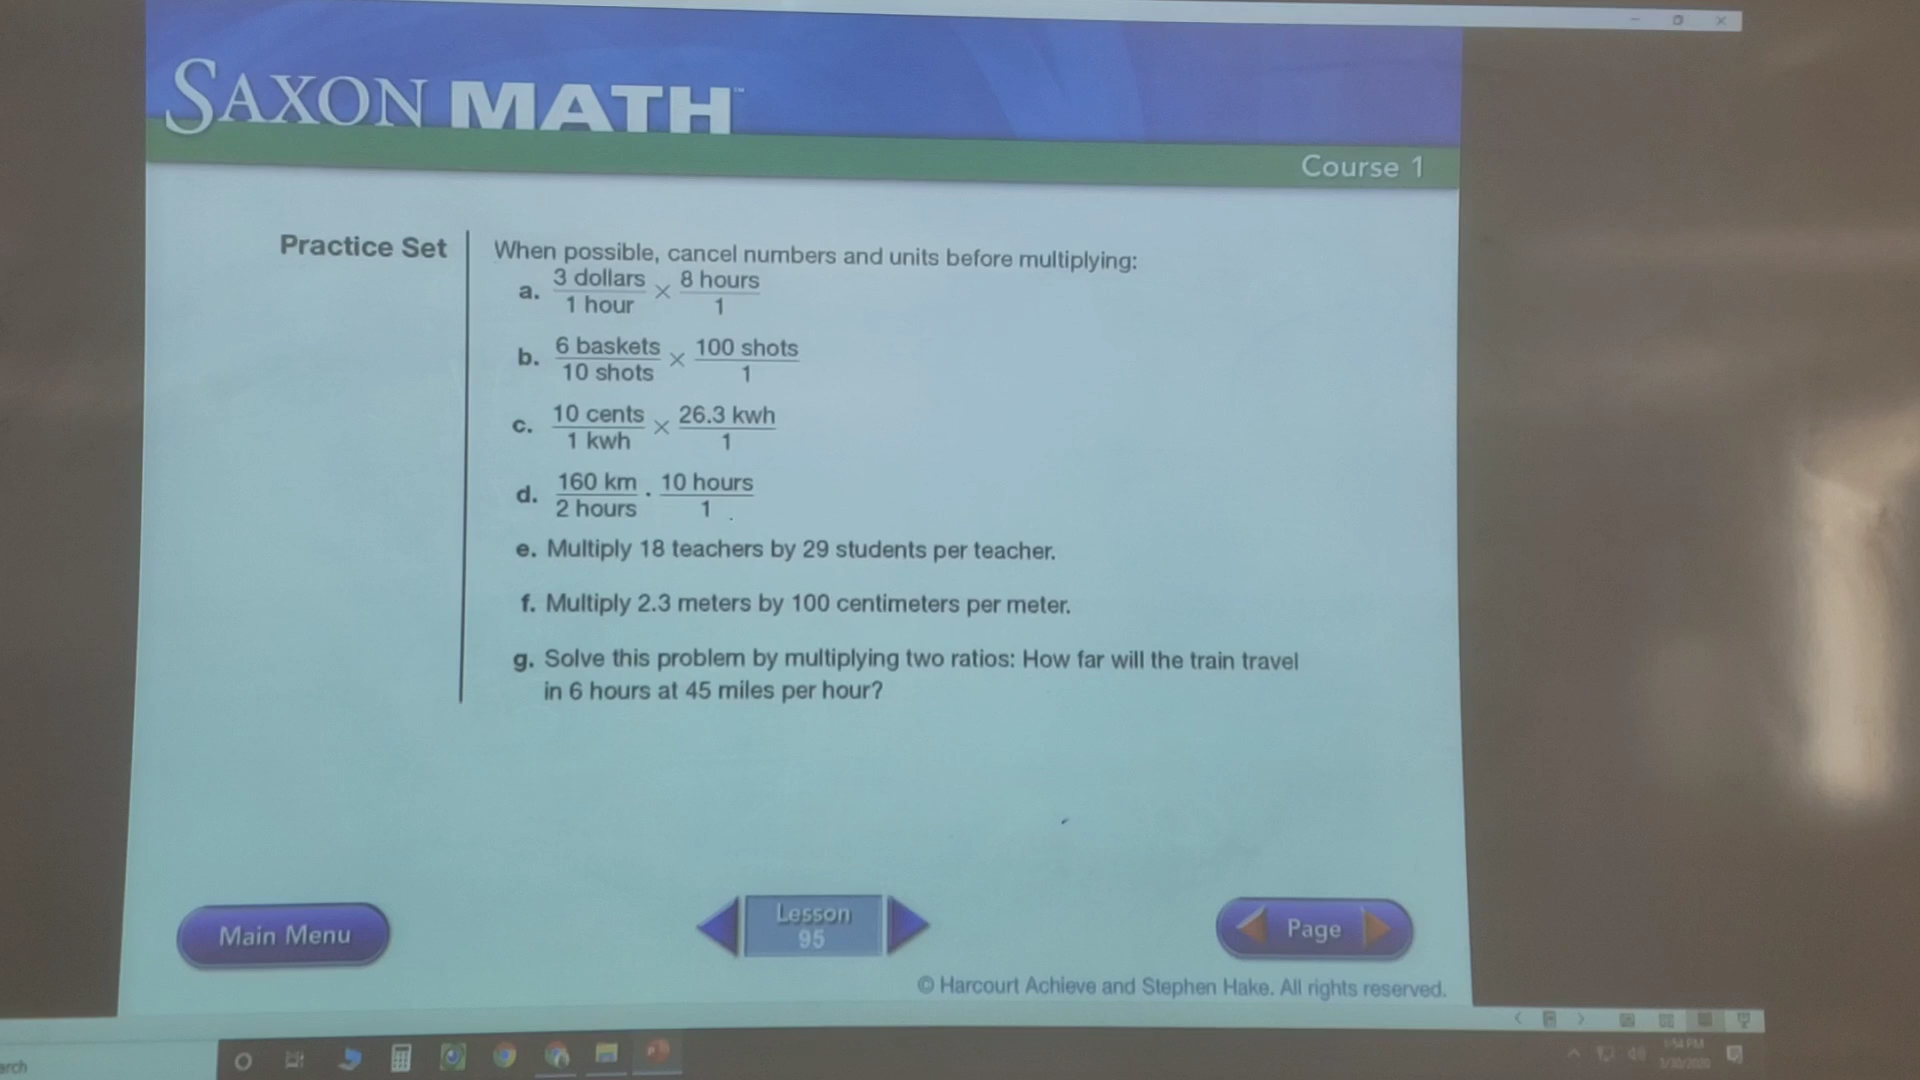 SAXON MATH™
Course 1
Practice Set
When possible, cancel numbers and units before multiplying:
a. 3 dollars / 1 hour × 8 hours / 1
b. 6 baskets / 10 shots × 100 shots / 1
c. 10 cents / 1 kwh × 26.3 kwh / 1
d. 160 km / 2 hours · 10 hours / 1
e. Multiply 18 teachers by 29 students per teacher.
f. Multiply 2.3 meters by 100 centimeters per meter.
g. Solve this problem by multiplying two ratios: How far will the train travel
in 6 hours at 45 miles per hour?
Main Menu
Lesson
95
Page
© Harcourt Achieve and Stephen Hake. All rights reserved.
arch